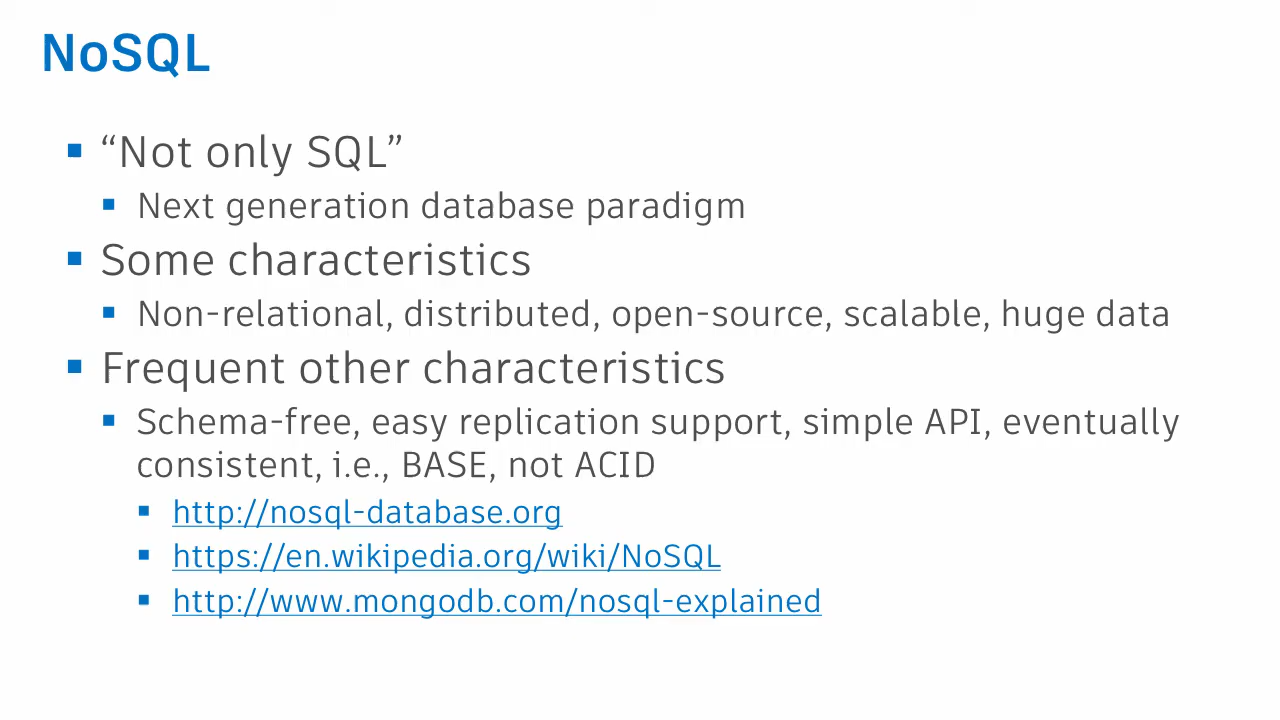 NoSQL
“Not only SQL”
Next generation database paradigm
Some characteristics
Non-relational, distributed, open-source, scalable, huge data
Frequent other characteristics
Schema-free, easy replication support, simple API, eventually
consistent, i.e., BASE, not ACID
http://nosql-database.org
https://en.wikipedia.org/wiki/NoSQL
http://www.mongodb.com/nosql-explained